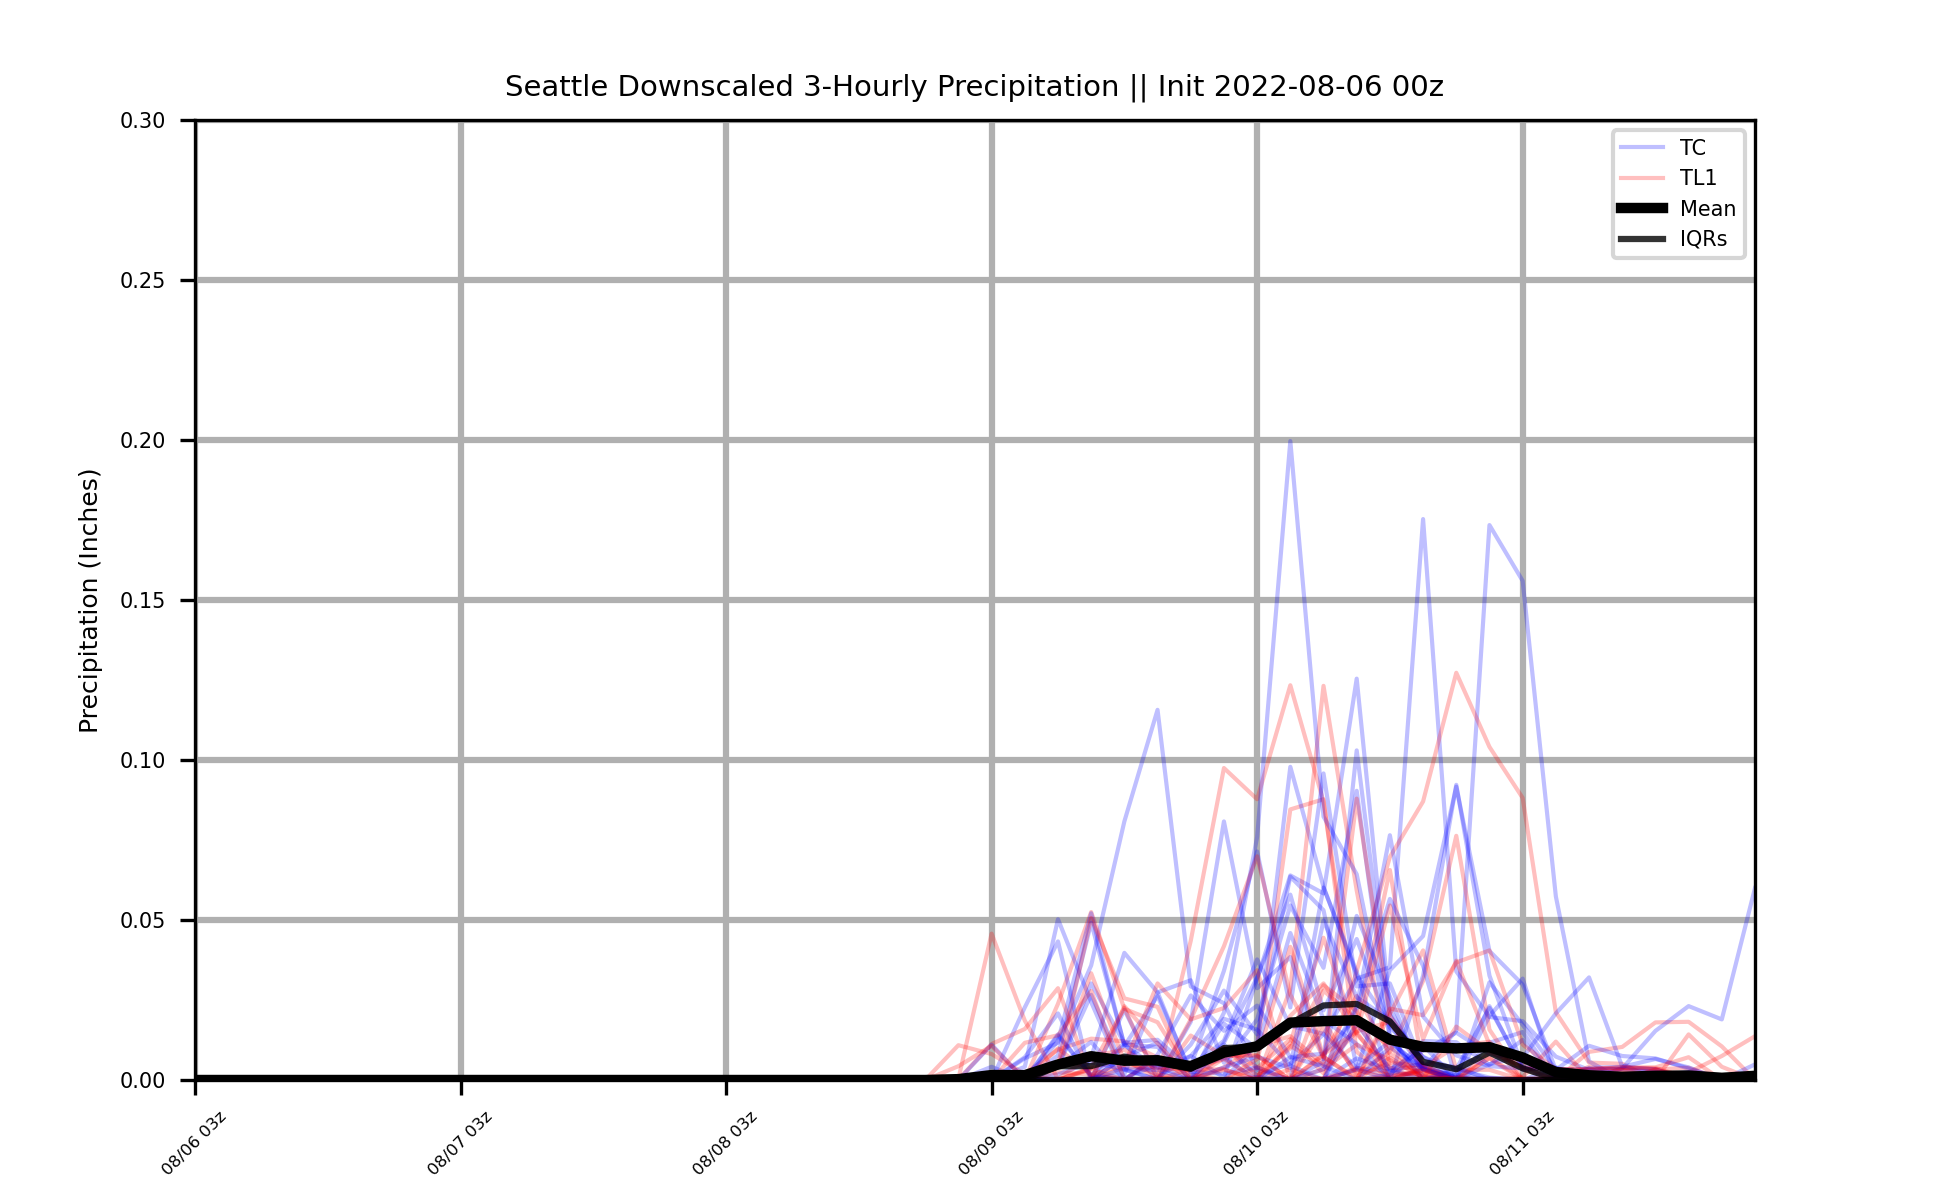 Seattle Downscaled 3-Hourly Precipitation || Init 2022-08-06 00z
0.30
0.25
0.20
0.15
0.10
0.05
0.00
Precipitation (Inches)
TC
TL1
Mean
IQRs
08/06 03z
08/07 03z
08/08 03z
08/09 03z
08/10 03z
08/11 03z